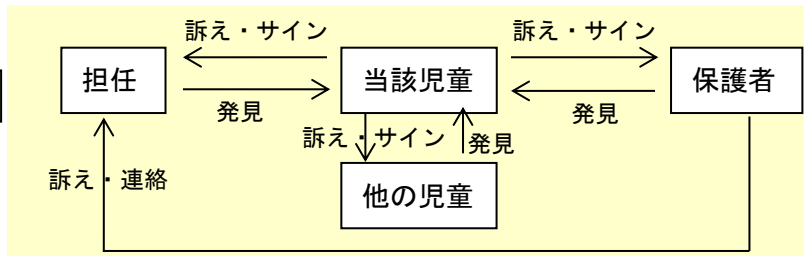 訴え・サイン
訴え・サイン
担任
当該児童
保護者
発見
発見
訴え・サイン
発見
訴え・連絡
他の児童